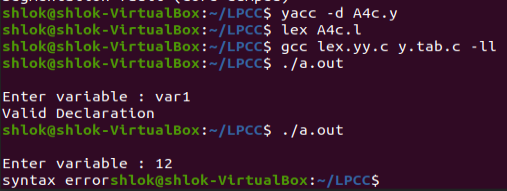 shlok@shlok-VirtualBox:~/LPCC$ yacc -d A4c.y
shlok@shlok-VirtualBox:~/LPCC$ lex A4c.l
shlok@shlok-VirtualBox:~/LPCC$ gcc lex.yy.c y.tab.c -ll
shlok@shlok-VirtualBox:~/LPCC$ ./a.out
Enter variable : var1
Valid Declaration
shlok@shlok-VirtualBox:~/LPCC$ ./a.out
Enter variable : 12
syntax errorshlok@shlok-VirtualBox:~/LPCC$